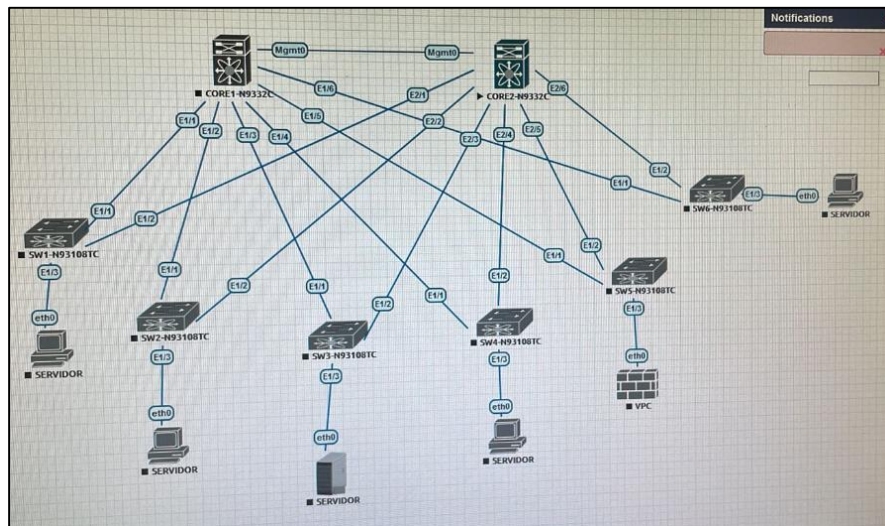 Notifications
Mgmt0
Mgmt0
CORE1-N9332C
CORE2-N9332C
E1/6
E2/1
E2/6
E1/1
E1/2
E1/3
E1/4
E1/5
E2/2
E2/3
E2/4
E2/5
E1/2
E1/1
E1/3
eth0
SW6-N93108TC
SERVIDOR
E1/1
E1/2
SW1-N93108TC
E1/3
E1/1
E1/2
E1/1
E1/2
E1/1
E1/2
E1/1
E1/2
SW5-N93108TC
E1/3
eth0
SERVIDOR
SW2-N93108TC
E1/3
SW3-N93108TC
E1/3
SW4-N93108TC
E1/3
eth0
VPC
eth0
SERVIDOR
eth0
SERVIDOR
eth0
SERVIDOR